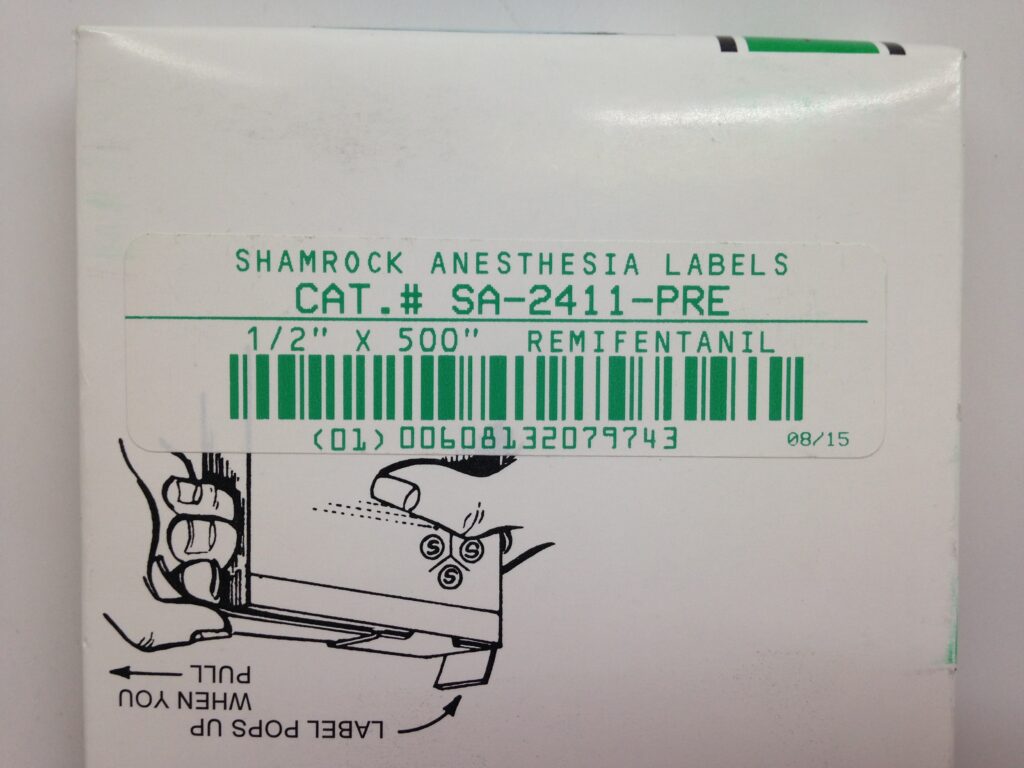 SHAMROCK ANESTHESIA LABELS
CAT.# SA-2411-PRE
1/2" X 500" REMIFENTANIL
(01) 00608132079743
08/15
S S
S
LABEL POPS UP
WHEN YOU
PULL